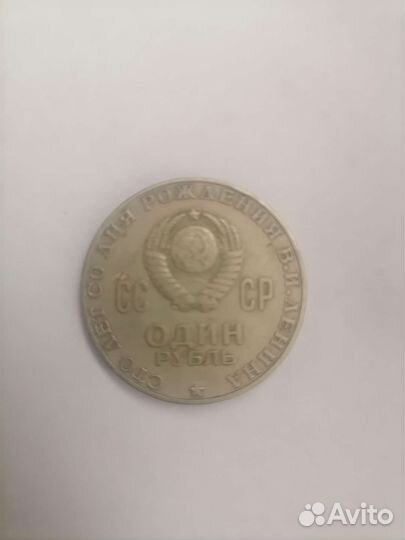 СТО ЛЕТ СО ДНЯ РОЖДЕНИЯ В.И.ЛЕНИНА
СС СР
ОДИН
РУБЛЬ
Avito